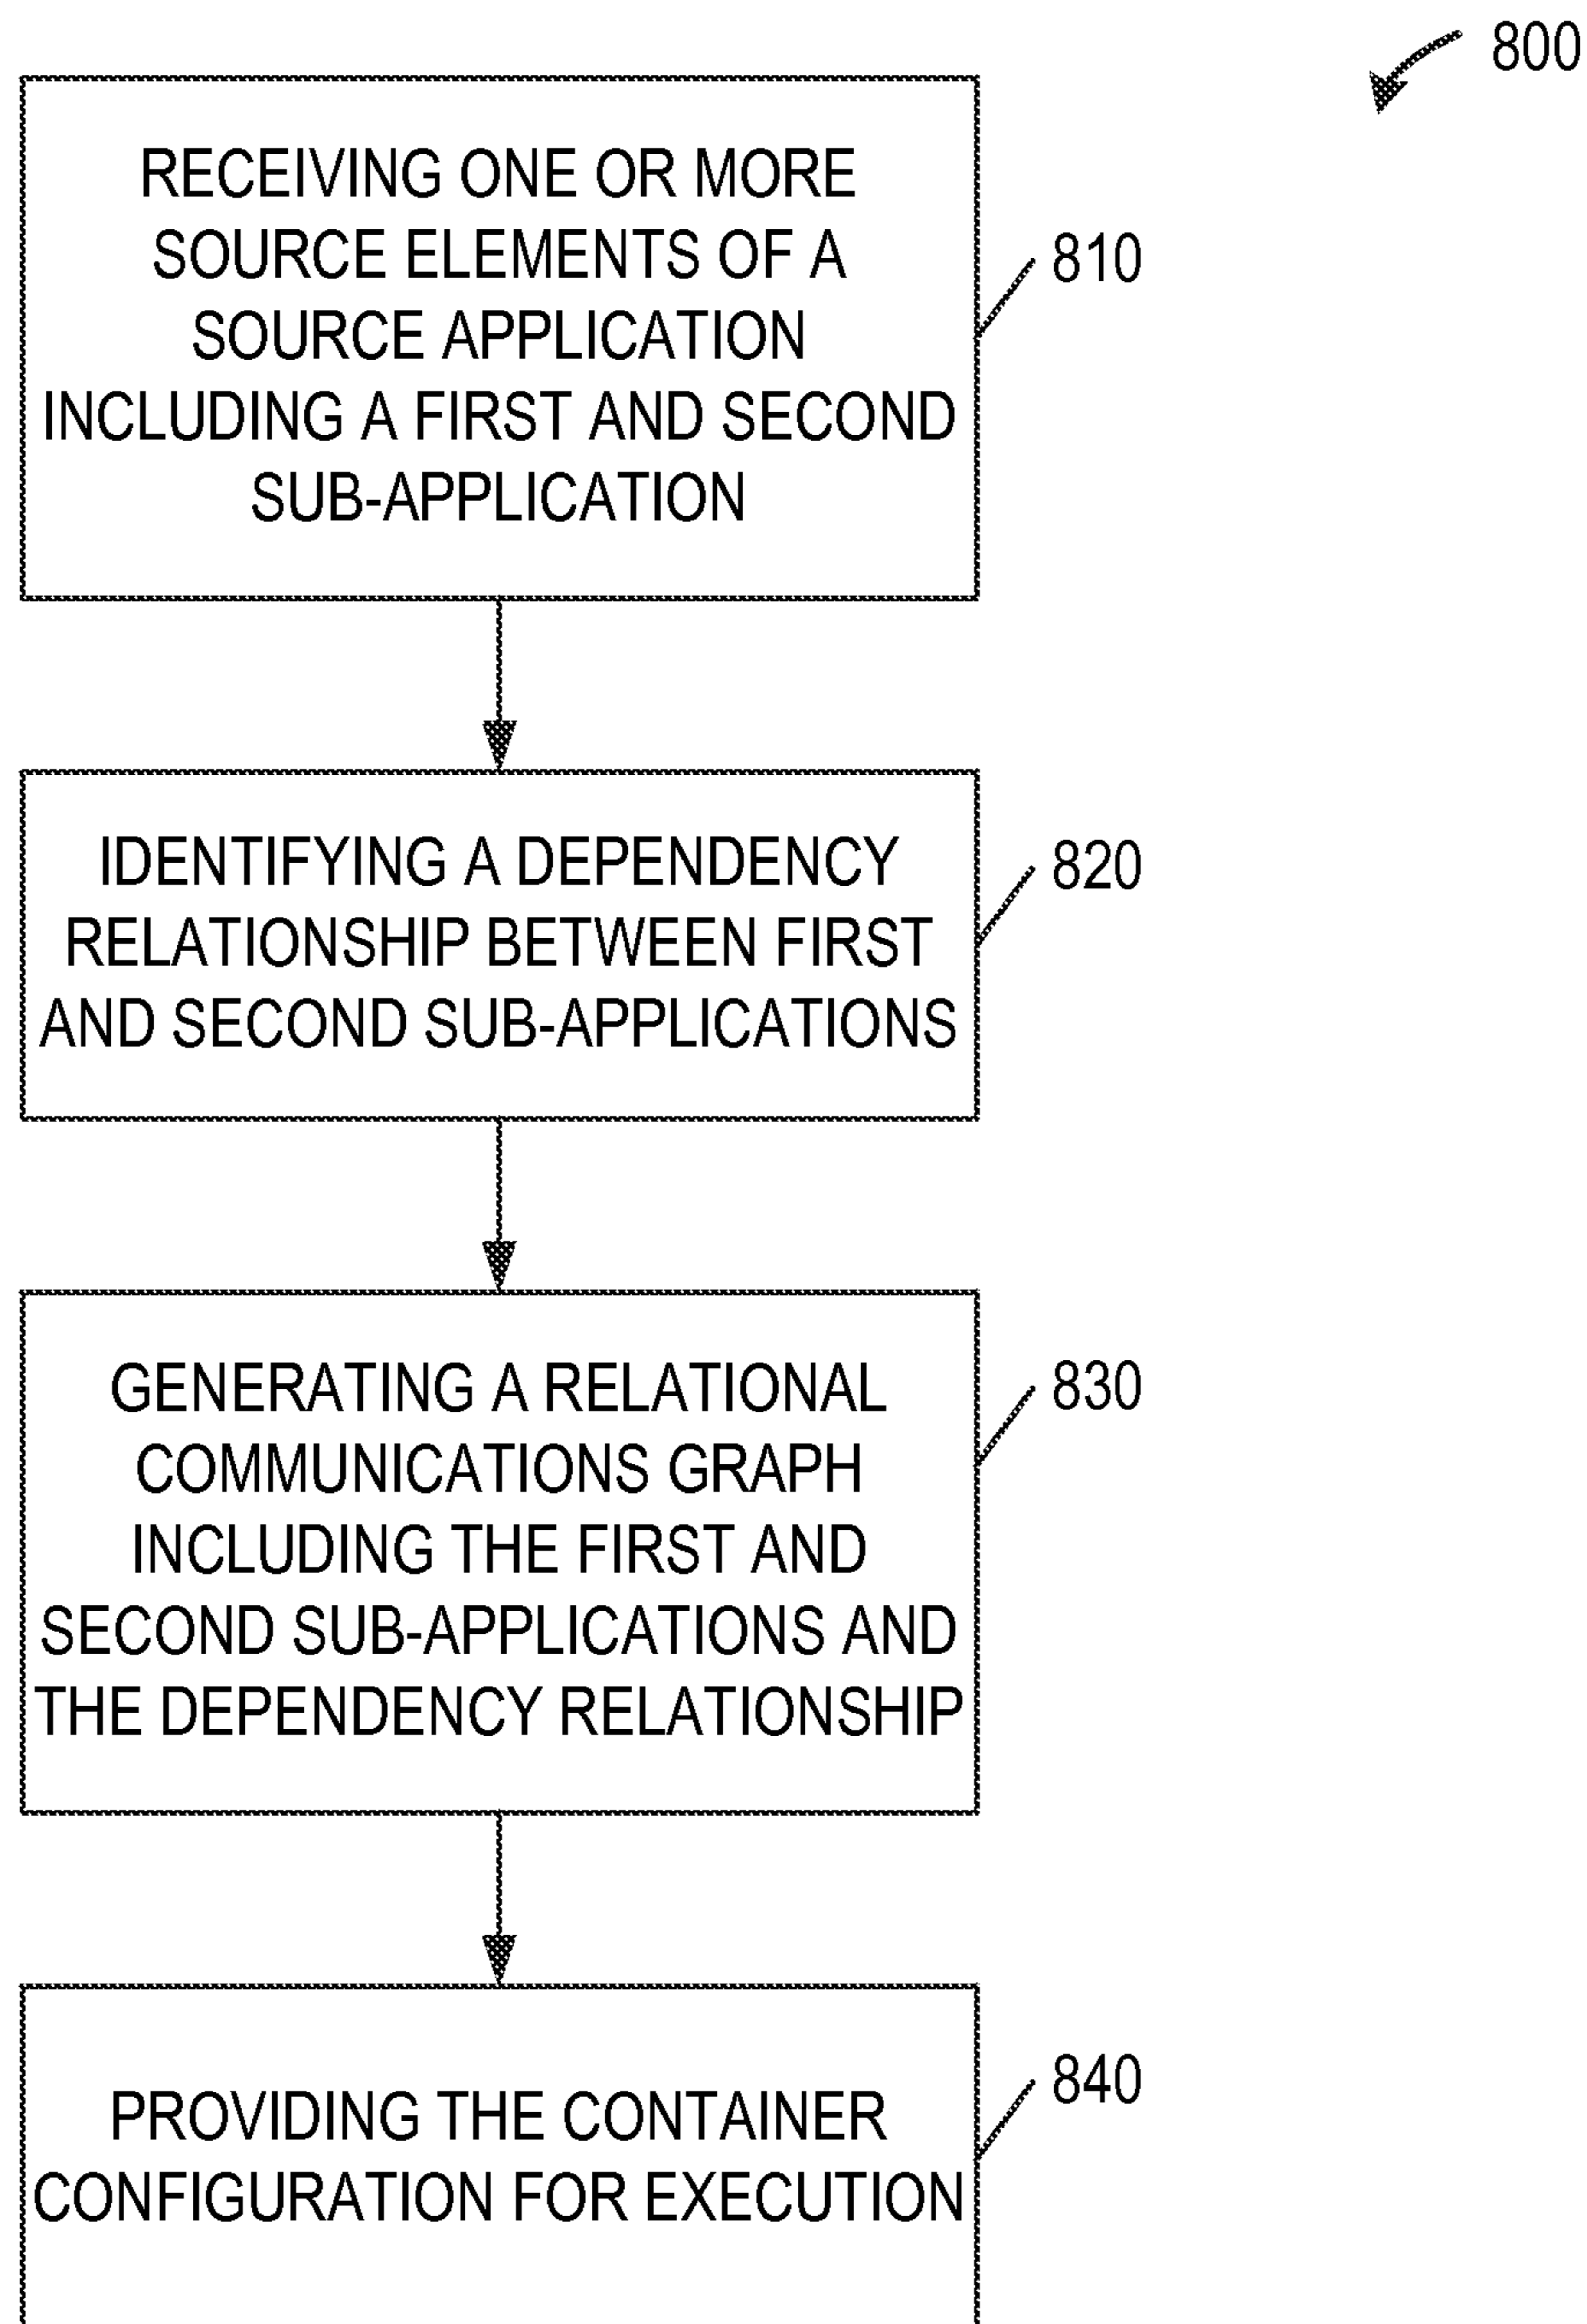 800
RECEIVING ONE OR MORE
SOURCE ELEMENTS OF A
SOURCE APPLICATION
INCLUDING A FIRST AND SECOND
SUB-APPLICATION
810
IDENTIFYING A DEPENDENCY
RELATIONSHIP BETWEEN FIRST
AND SECOND SUB-APPLICATIONS
820
GENERATING A RELATIONAL
COMMUNICATIONS GRAPH
INCLUDING THE FIRST AND
SECOND SUB-APPLICATIONS AND
THE DEPENDENCY RELATIONSHIP
830
PROVIDING THE CONTAINER
CONFIGURATION FOR EXECUTION
840